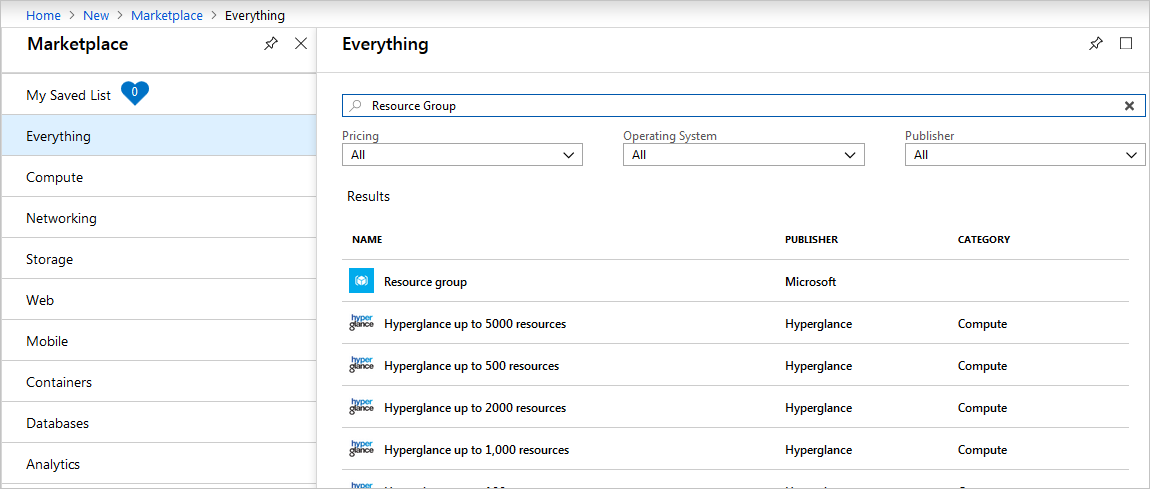 Home > New > Marketplace > Everything
Marketplace
My Saved List 0
Everything
Compute
Networking
Storage
Web
Mobile
Containers
Databases
Analytics
Everything
Resource Group
Pricing Operating System Publisher
All All All
Results
NAME PUBLISHER CATEGORY
Resource group Microsoft
hyper glance Hyperglance up to 5000 resources Hyperglance Compute
hyper glance Hyperglance up to 500 resources Hyperglance Compute
hyper glance Hyperglance up to 2000 resources Hyperglance Compute
hyper glance Hyperglance up to 1,000 resources Hyperglance Compute